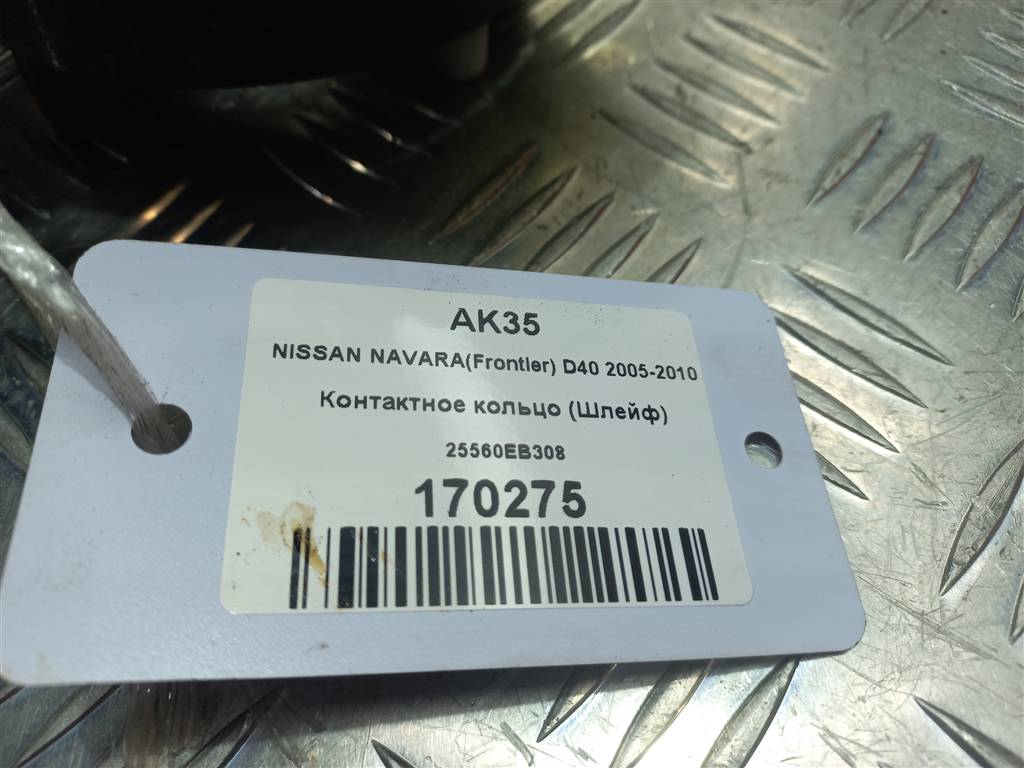 AK35
NISSAN NAVARA(Frontier) D40 2005-2010
Контактное кольцо (Шлейф)
25560EB308
170275